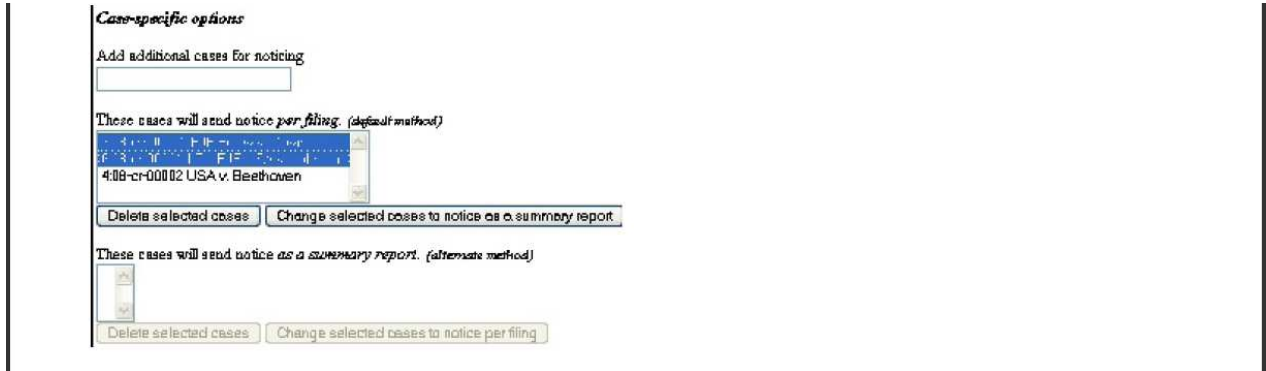 Case-specific options
Add additional cases for noticing
These cases will send notice per filing. (default method)
4:08-cr-00002 USA v. Beethoven
Delete selected cases Change selected cases to notice as a summary report
These cases will send notice as a summary report. (alternate method)
Delete selected cases Change selected cases to notice per filing